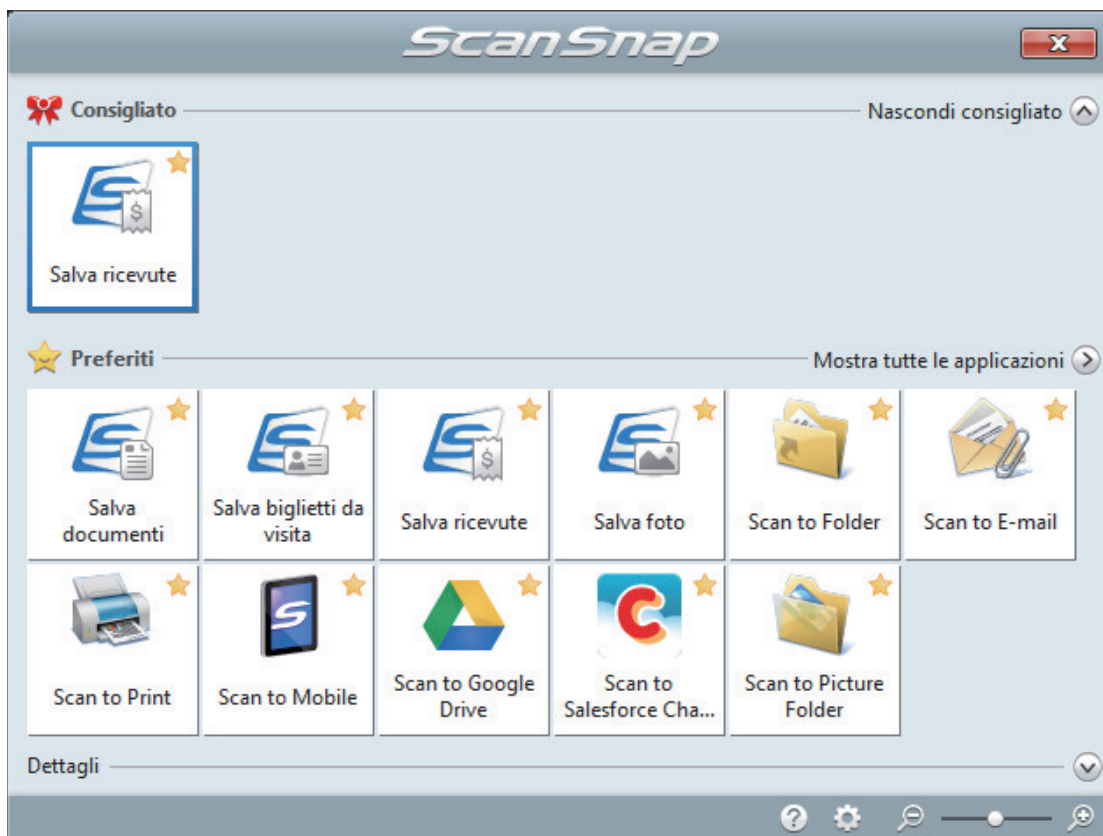 ScanSnap
Consigliato
Nascondi consigliato
Salva ricevute
Preferiti
Mostra tutte le applicazioni
Salva
documenti
Salva biglietti da
visita
Salva ricevute
Salva foto
Scan to Folder
Scan to E-mail
Scan to Print
Scan to Mobile
Scan to Google
Drive
Scan to
Salesforce Cha...
Scan to Picture
Folder
Dettagli